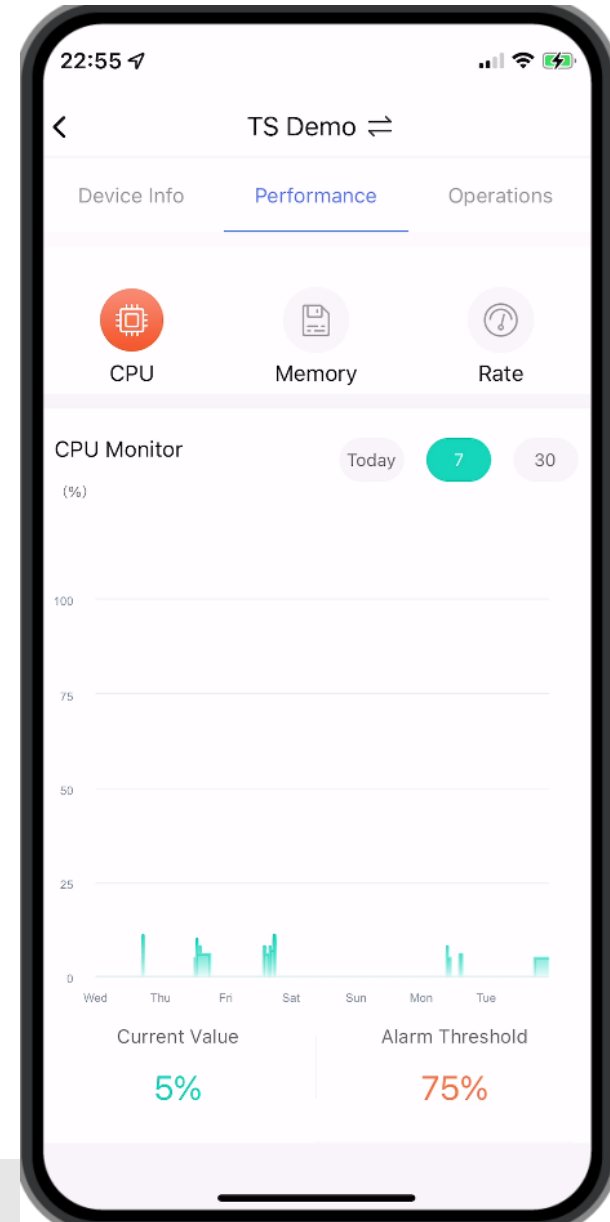 22:55
TS Demo
Device Info Performance Operations
CPU Memory Rate
CPU Monitor Today 7 30
(%)
100
75
50
25
0
Wed Thu Fri Sat Sun Mon Tue
Current Value Alarm Threshold
5% 75%